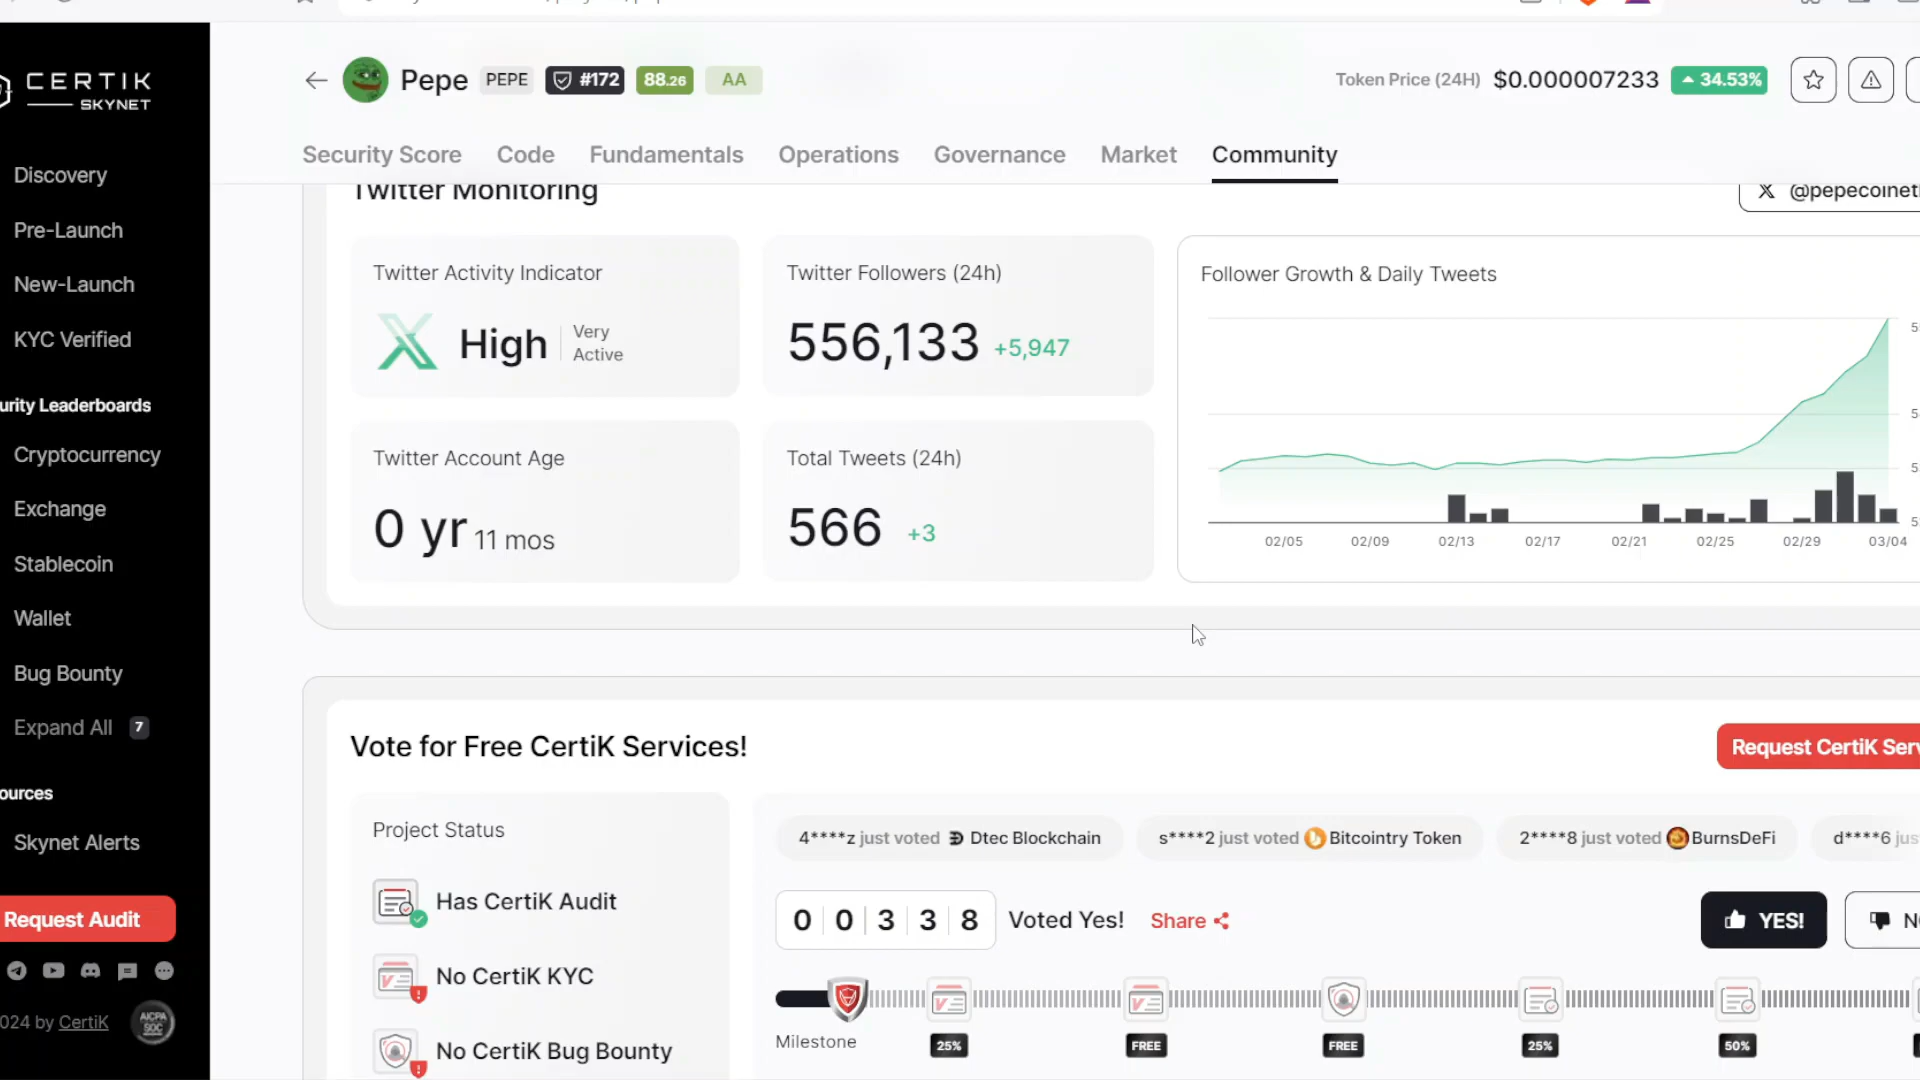 CERTIK
SKYNET
Pepe PEPE #172 88.26 AA
Token Price (24H) $0.000007233 34.53%
Security Score Code Fundamentals Operations Governance Market Community
Discovery
Pre-Launch
New-Launch
KYC Verified
urity Leaderboards
Cryptocurrency
Exchange
Stablecoin
Wallet
Bug Bounty
Expand All 7
ources
Skynet Alerts
Request Audit
024 by CertiK
AICPA
SOC
Twitter Monitoring
X @pepecoinet
Twitter Activity Indicator
High Very
Active
Twitter Followers (24h)
556,133 +5,947
Twitter Account Age
0 yr 11 mos
Total Tweets (24h)
566 +3
Follower Growth & Daily Tweets
5
5
5
5
02/05 02/09 02/13 02/17 02/21 02/25 02/29 03/04
Vote for Free CertiK Services!
Request CertiK Serv
Project Status
Has CertiK Audit
No CertiK KYC
No CertiK Bug Bounty
4****z just voted Dtec Blockchain
s****2 just voted Bitcointry Token
2****8 just voted BurnsDeFi
d****6 jus
0 0 3 3 8 Voted Yes! Share
YES!
N
Milestone
25% FREE FREE 25% 50%